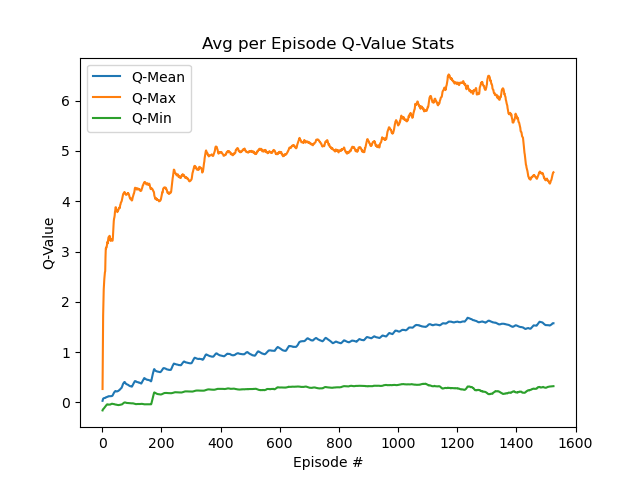 Avg per Episode Q-Value Stats
Q-Mean
Q-Max
Q-Min
6
5
4
3
2
1
0
Q-Value
0 200 400 600 800 1000 1200 1400 1600
Episode #